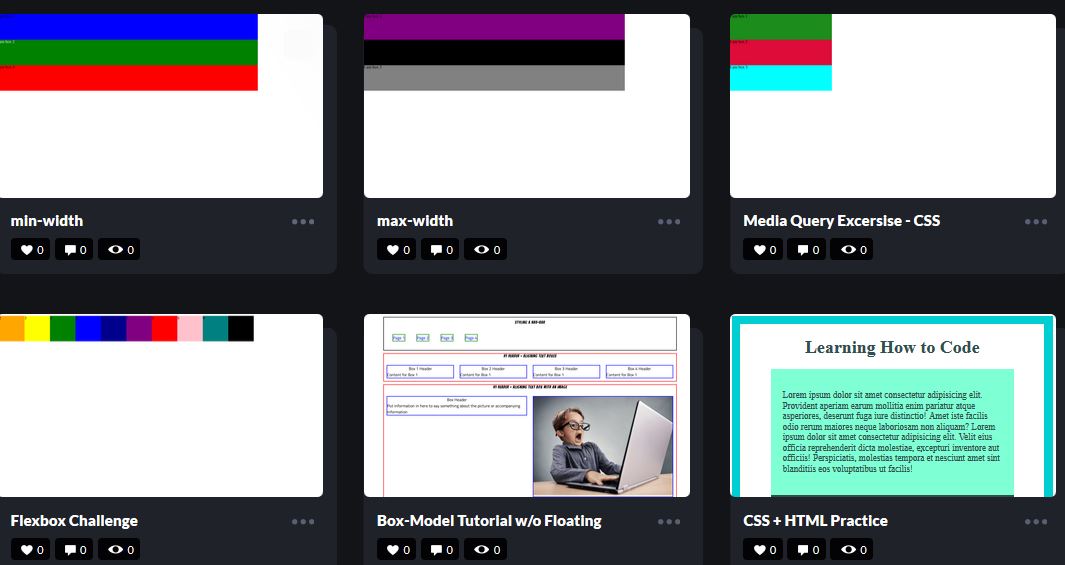 min-width
max-width
Media Query Excersise - CSS
0 0 0
0 0 0
0 0 0
STYLING A NAV-BAR
Page 1 Page 2 Page 3 Page 4
H1 HEADER - ALIGNING TEXT BOXES
Box 1 Header Box 2 Header Box 3 Header Box 4 Header
Content for Box 1 Content for Box 1 Content for Box 1 Content for Box 1
H1 HEADER - ALIGNING TEXT BOX WITH AN IMAGE
Box Header
Put information in here to say something about the picture or accompanying
information
Learning How to Code
Lorem ipsum dolor sit amet consectetur adipisicing elit.
Provident aperiam earum mollitia enim pariatur atque
asperiores, deserunt fuga iure distinctio! Amet iste facilis
odio rerum maiores neque laboriosam non aliquam? Lorem
ipsum dolor sit amet consectetur adipisicing elit. Velit eius
officia reprehenderit dicta molestiae, excepturi inventore aut
officiis! Perspiciatis, molestias tempora et nesciunt amet sint
blanditiis eos voluptatibus ut facilis!
Flexbox Challenge
Box-Model Tutorial w/o Floating
CSS + HTML Practice
0 0 0
0 0 0
0 0 0